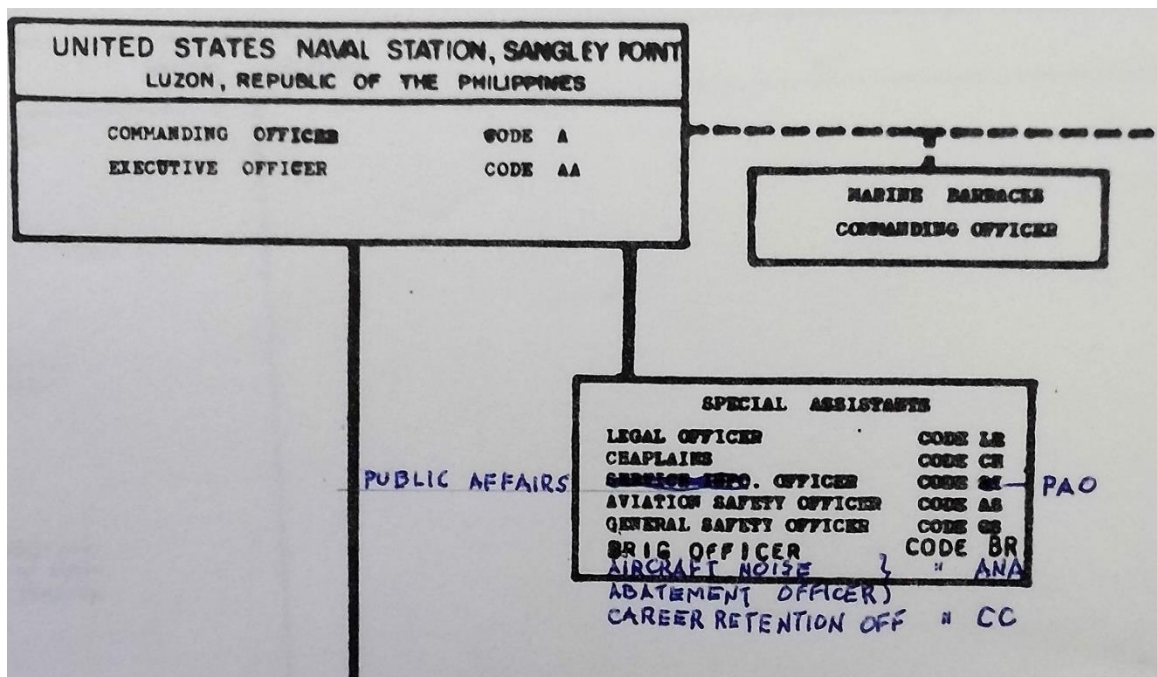 UNITED STATES NAVAL STATION, SANGLEY POINT
LUZON, REPUBLIC OF THE PHILIPPINES
COMMANDING OFFICER CODE A
EXECUTIVE OFFICER CODE AA
MARINE BARRACKS
COMMANDING OFFICER
SPECIAL ASSISTANTS
LEGAL OFFICER CODE LE
CHAPLAINS CODE CH
PUBLIC AFFAIRS SERVICE INFO. OFFICER CODE SI - PAO
AVIATION SAFETY OFFICER CODE AS
GENERAL SAFETY OFFICER CODE GS
BRIG OFFICER CODE BR
AIRCRAFT NOISE } " ANA
ABATEMENT OFFICER)
CAREER RETENTION OFF " CC